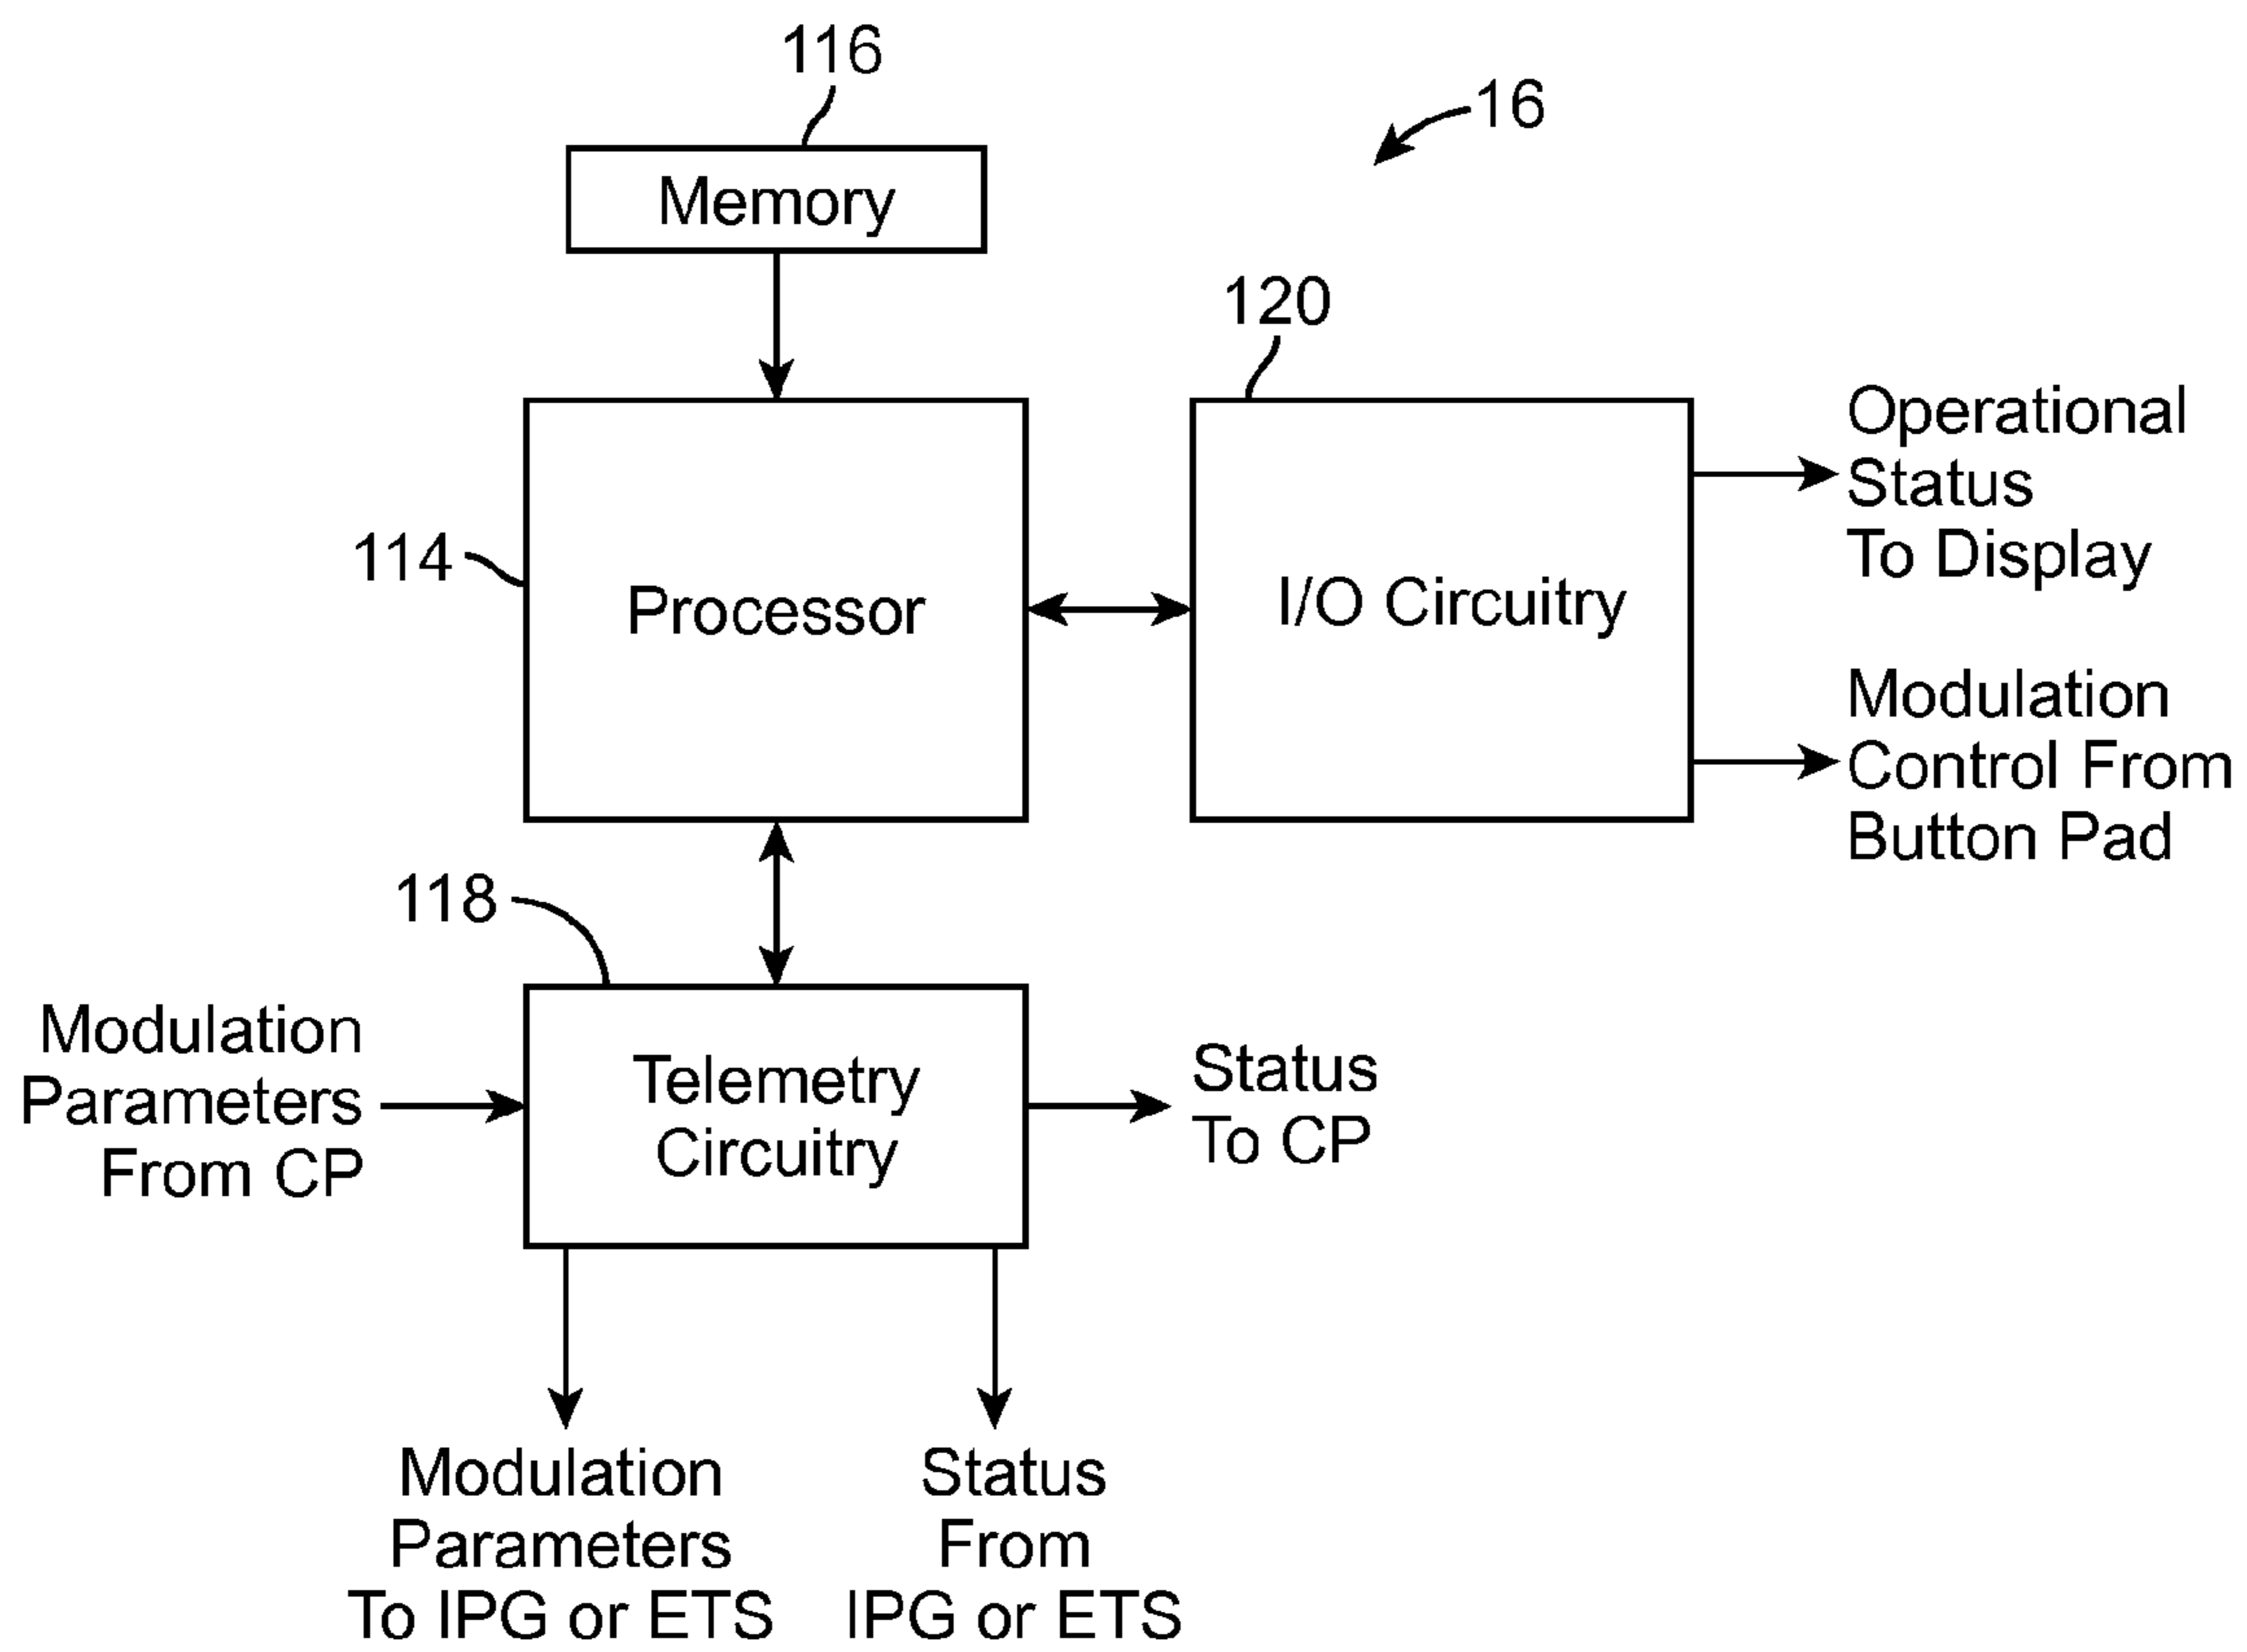 116
16
Memory
120
Operational
Status
To Display
114
Processor
I/O Circuitry
Modulation
Control From
Button Pad
118
Modulation
Parameters
From CP
Telemetry
Circuitry
Status
To CP
Modulation
Parameters
To IPG or ETS
Status
From
IPG or ETS